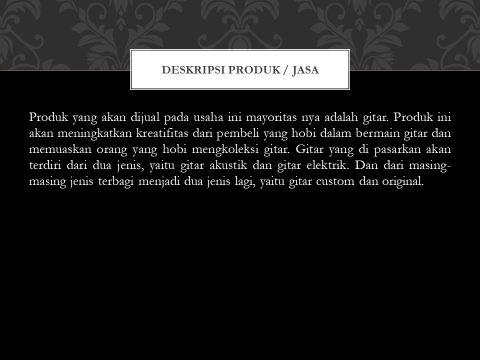 DESKRIPSI PRODUK / JASA
Produk yang akan dijual pada usaha ini mayoritas nya adalah gitar. Produk ini
akan meningkatkan kreatifitas dari pembeli yang hobi dalam bermain gitar dan
memuaskan orang yang hobi mengkoleksi gitar. Gitar yang di pasarkan akan
terdiri dari dua jenis, yaitu gitar akustik dan gitar elektrik. Dan dari masing-
masing jenis terbagi menjadi dua jenis lagi, yaitu gitar custom dan original.